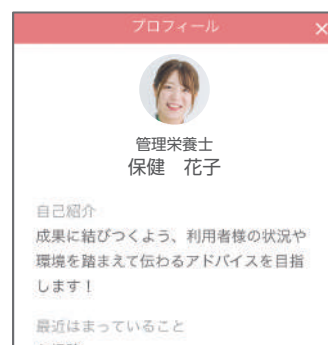 プロフィール ×
管理栄養士
保健　花子
自己紹介
成果に結びつくよう、利用者様の状況や
環境を踏まえて伝わるアドバイスを目指
します！
最近はまっていること